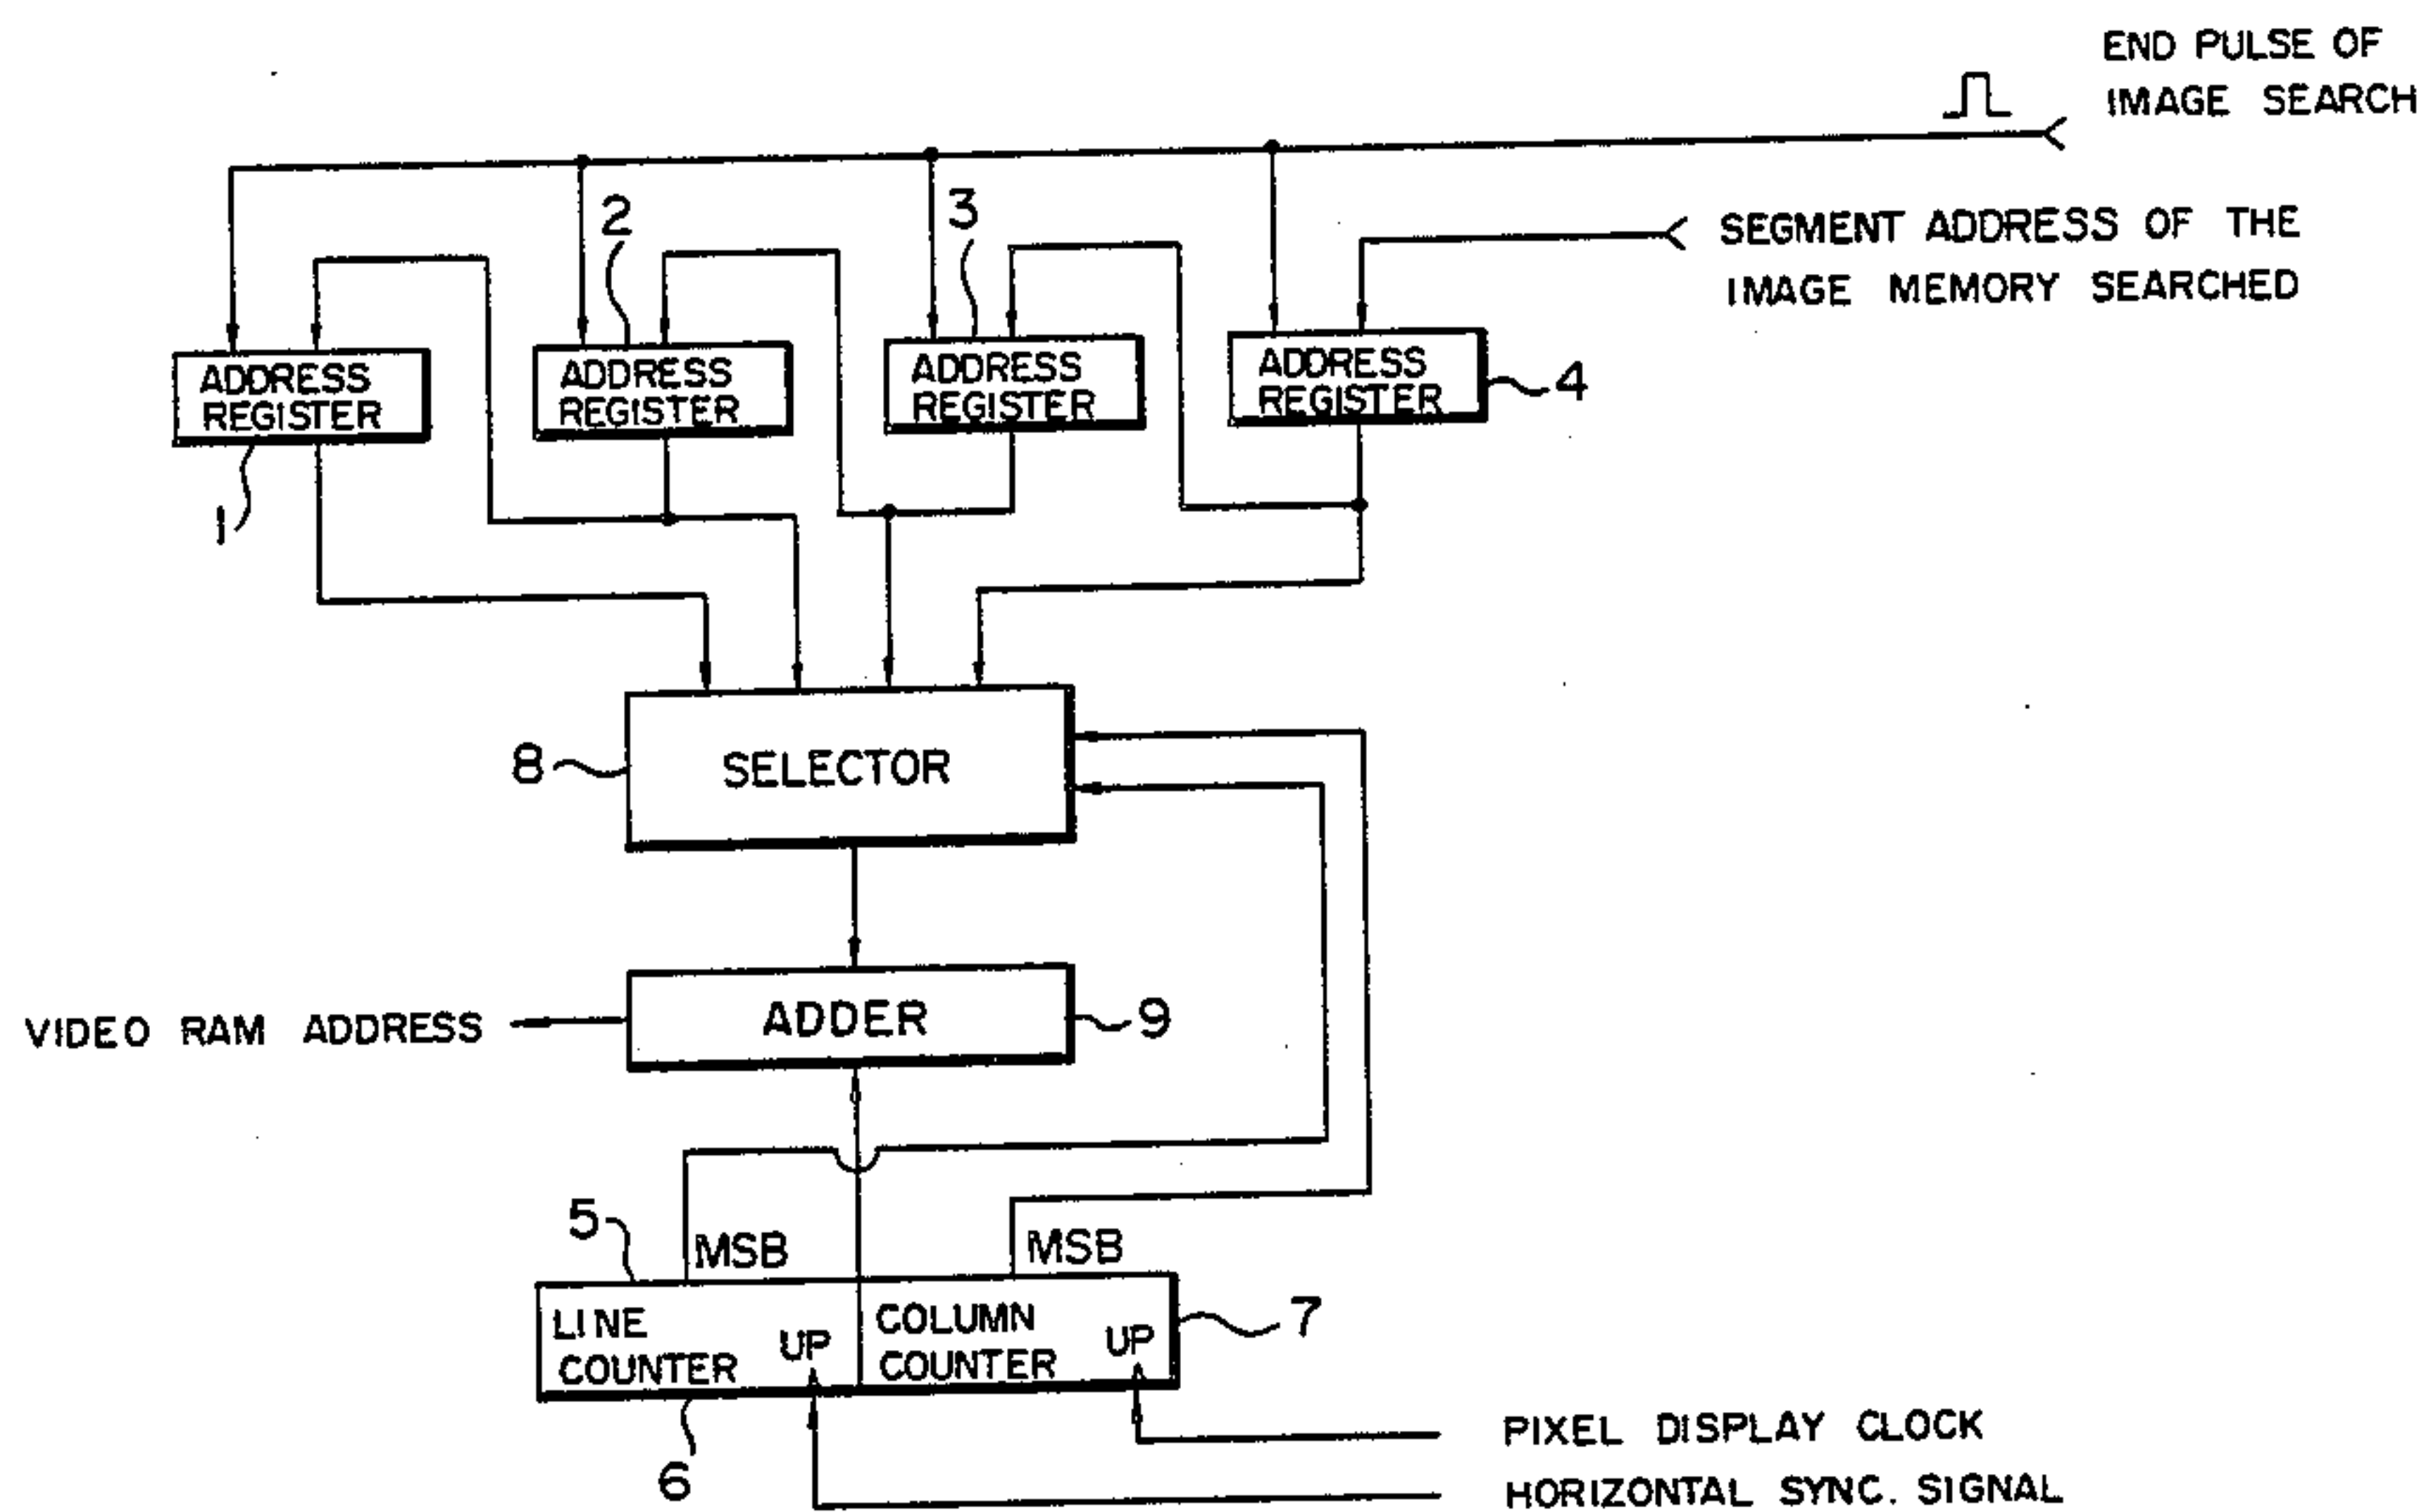 END PULSE OF
IMAGE SEARCH
SEGMENT ADDRESS OF THE
IMAGE MEMORY SEARCHED
2
3
ADDRESS
REGISTER
ADDRESS
REGISTER
ADDRESS
REGISTER
ADDRESS
REGISTER
4
1
8
SELECTOR
VIDEO RAM ADDRESS
ADDER
9
5
MSB
MSB
LINE
COUNTER
UP
COLUMN
COUNTER
UP
7
6
PIXEL DISPLAY CLOCK
HORIZONTAL SYNC. SIGNAL